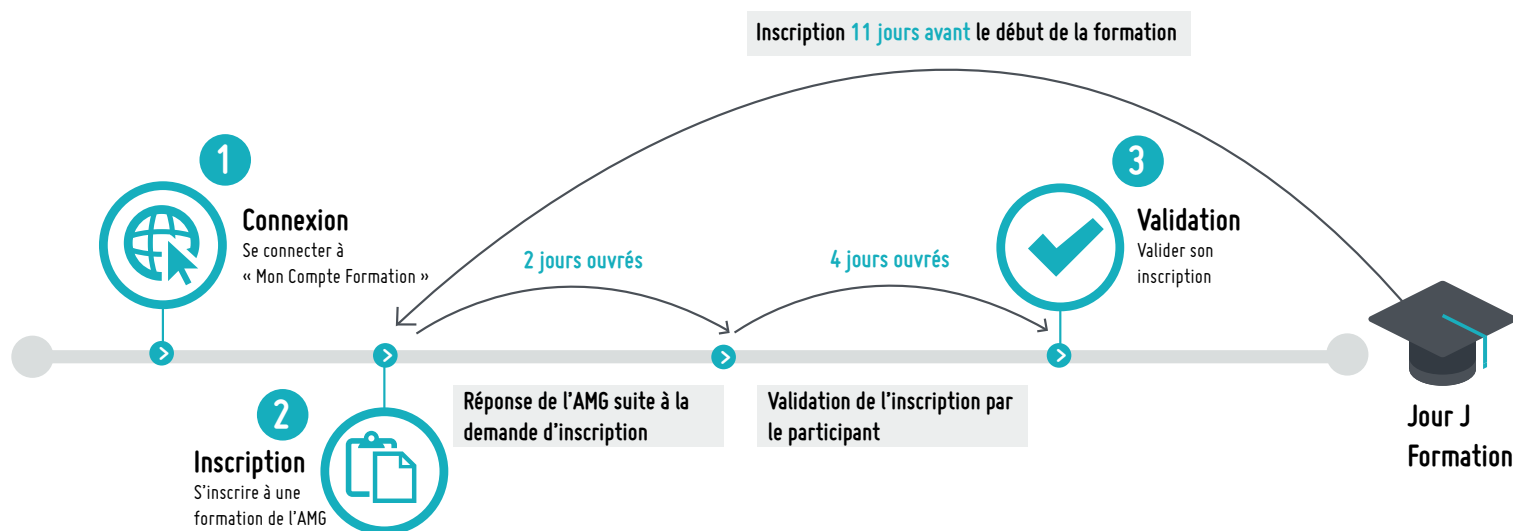 Inscription 11 jours avant le début de la formation
1
Connexion
Se connecter à
« Mon Compte Formation »
2 jours ouvrés
4 jours ouvrés
3
Validation
Valider son
inscription
2
Inscription
S'inscrire à une
formation de l'AMG
Réponse de l'AMG suite à la
demande d'inscription
Validation de l'inscription par
le participant
Jour J
Formation